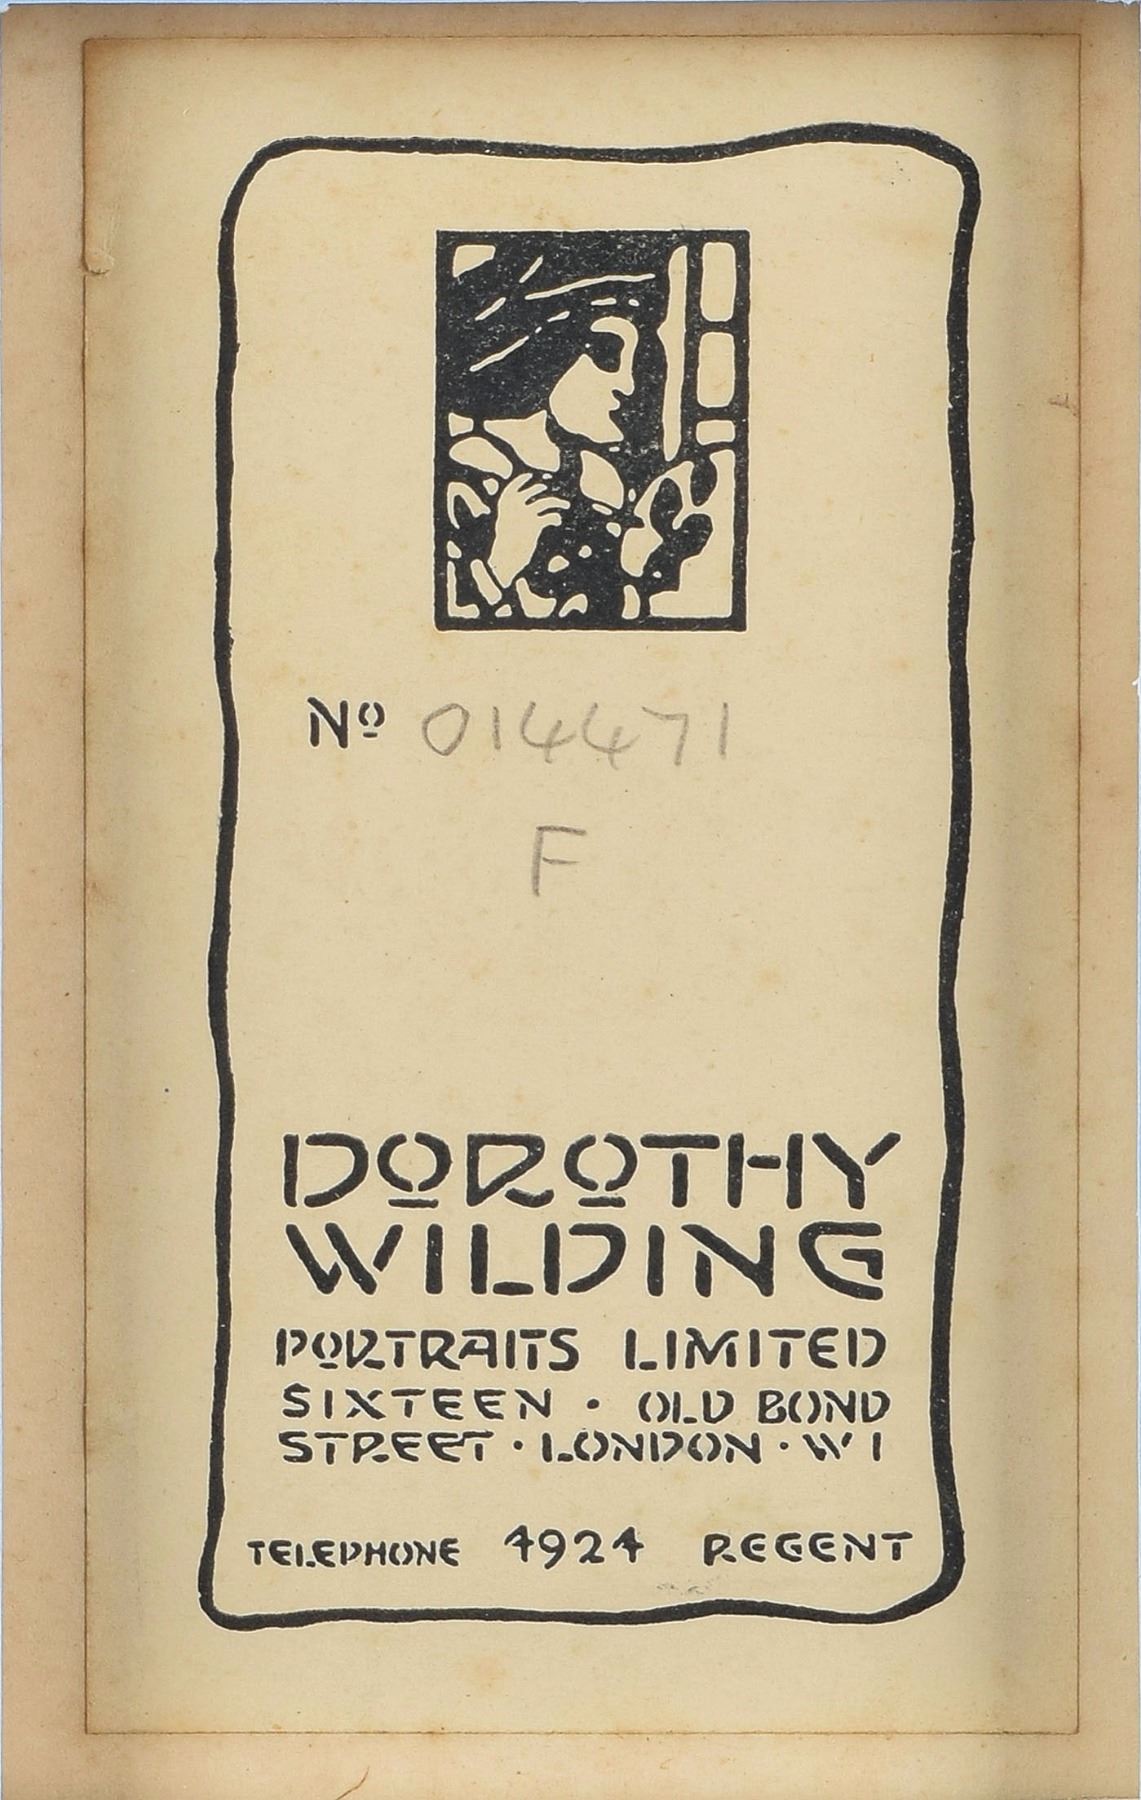 Nº 014471
F
DOROTHY
WILDING
PORTRAITS LIMITED
SIXTEEN · OLD BOND
STREET · LONDON · W1
TELEPHONE 4924 REGENT